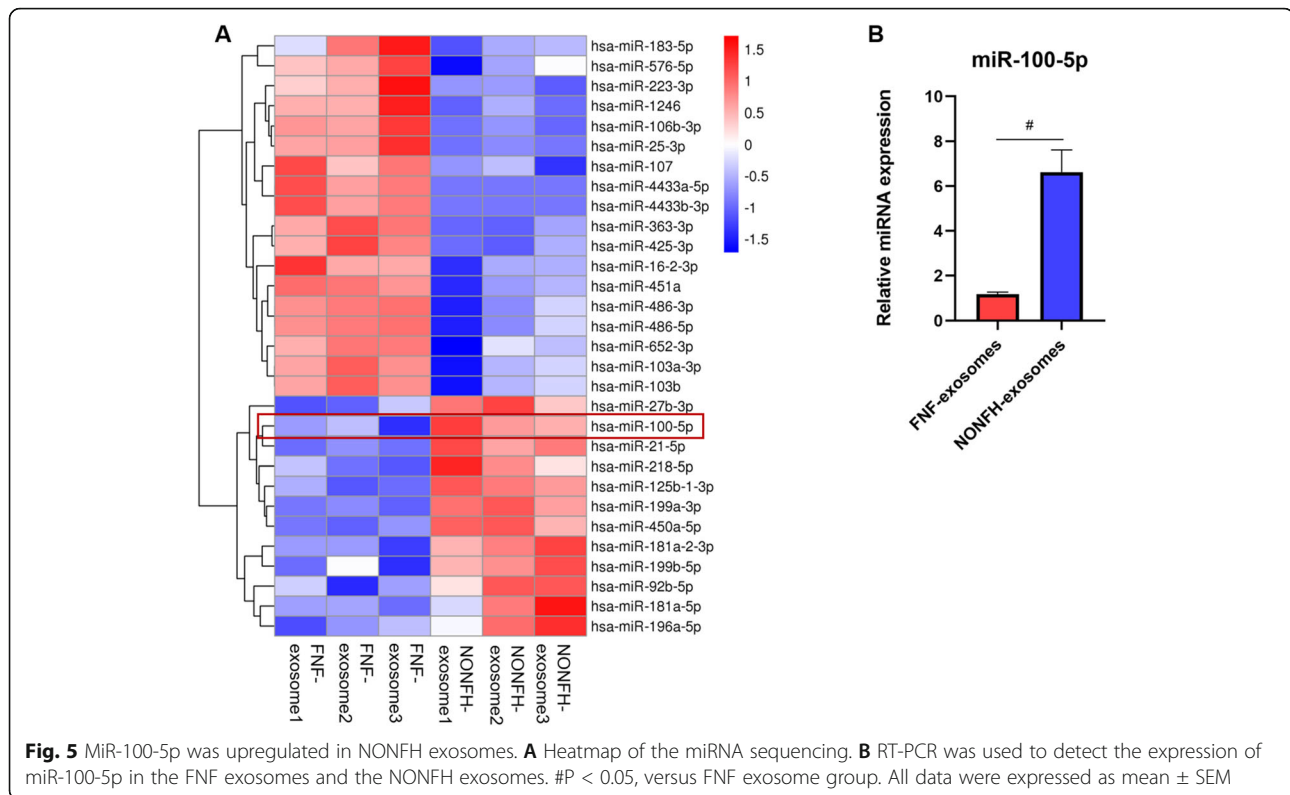 A
hsa-miR-183-5p
hsa-miR-576-5p
hsa-miR-223-3p
hsa-miR-1246
hsa-miR-106b-3p
hsa-miR-25-3p
hsa-miR-107
hsa-miR-4433a-5p
hsa-miR-4433b-3p
hsa-miR-363-3p
hsa-miR-425-3p
hsa-miR-16-2-3p
hsa-miR-451a
hsa-miR-486-3p
hsa-miR-486-5p
hsa-miR-652-3p
hsa-miR-103a-3p
hsa-miR-103b
hsa-miR-27b-3p
hsa-miR-100-5p
hsa-miR-21-5p
hsa-miR-218-5p
hsa-miR-125b-1-3p
hsa-miR-199a-3p
hsa-miR-450a-5p
hsa-miR-181a-2-3p
hsa-miR-199b-5p
hsa-miR-92b-5p
hsa-miR-181a-5p
hsa-miR-196a-5p
FNF-
exosome1
FNF-
exosome2
FNF-
exosome3
NONFH-
exosome1
NONFH-
exosome2
NONFH-
exosome3
1.5
1
0.5
0
-0.5
-1
-1.5
B
miR-100-5p
Relative miRNA expression
10
8
6
4
2
0
#
FNF-exosomes
NONFH-exosomes
Fig. 5 MiR-100-5p was upregulated in NONFH exosomes. A Heatmap of the miRNA sequencing. B RT-PCR was used to detect the expression of
miR-100-5p in the FNF exosomes and the NONFH exosomes. #P < 0.05, versus FNF exosome group. All data were expressed as mean ± SEM